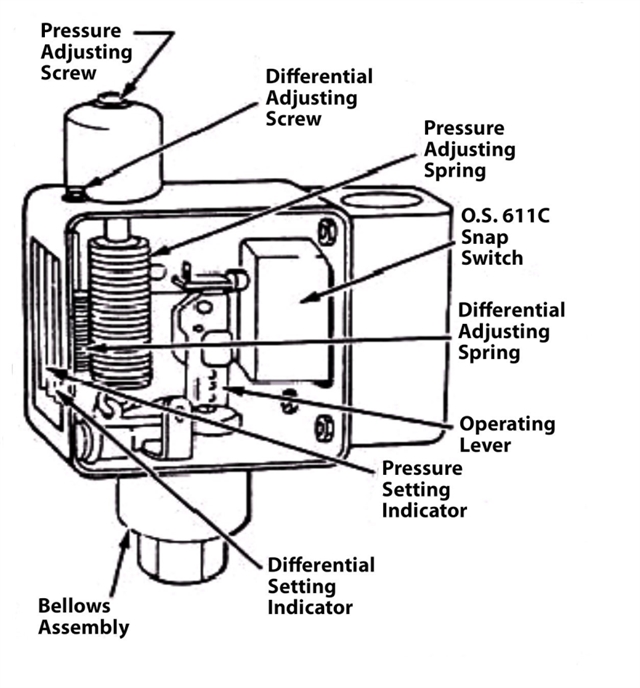 Pressure
Adjusting
Screw
Differential
Adjusting
Screw
Pressure
Adjusting
Spring
O.S. 611C
Snap
Switch
Differential
Adjusting
Spring
Operating
Lever
Pressure
Setting
Indicator
Differential
Setting
Indicator
Bellows
Assembly